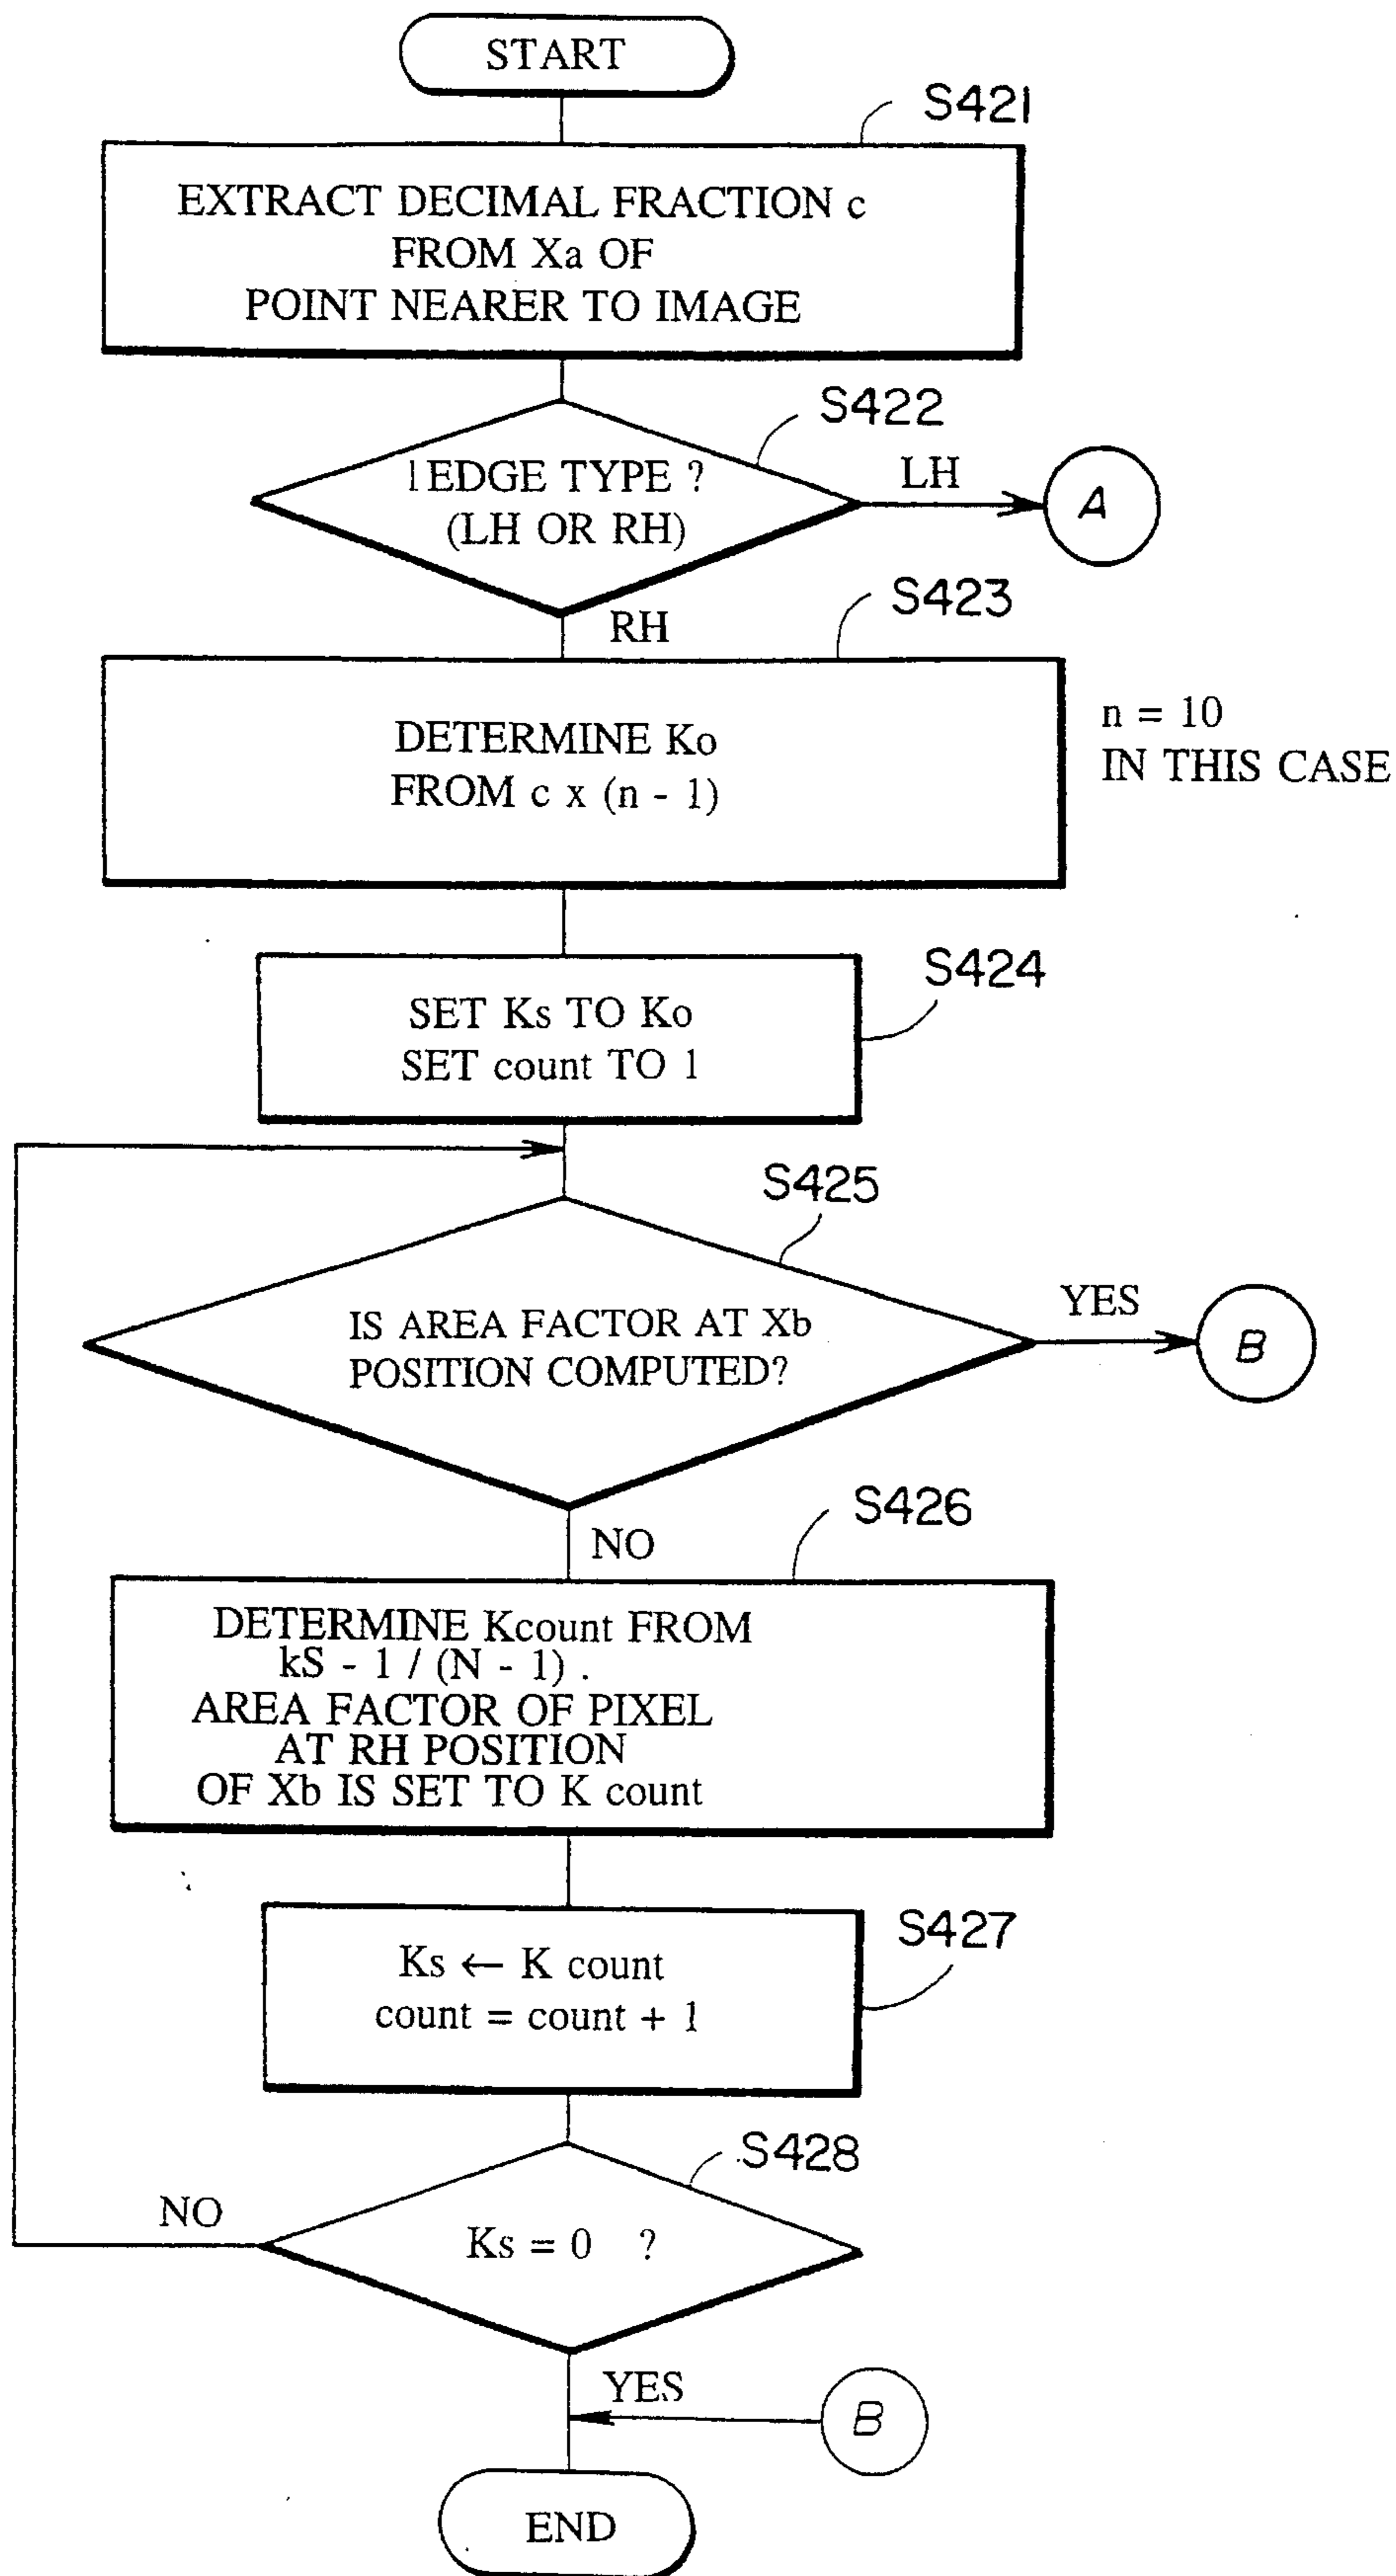 START
S421
EXTRACT DECIMAL FRACTION c
FROM Xa OF
POINT NEARER TO IMAGE
S422
EDGE TYPE ?
(LH OR RH)
LH
A
RH
S423
DETERMINE Ko
FROM c x (n - 1)
n = 10
IN THIS CASE
S424
SET Ks TO Ko
SET count TO 1
S425
IS AREA FACTOR AT Xb
POSITION COMPUTED?
YES
B
NO
S426
DETERMINE Kcount FROM
kS - 1 / (N - 1) .
AREA FACTOR OF PIXEL
AT RH POSITION
OF Xb IS SET TO K count
S427
Ks ← K count
count = count + 1
S428
Ks = 0 ?
NO
YES
B
END